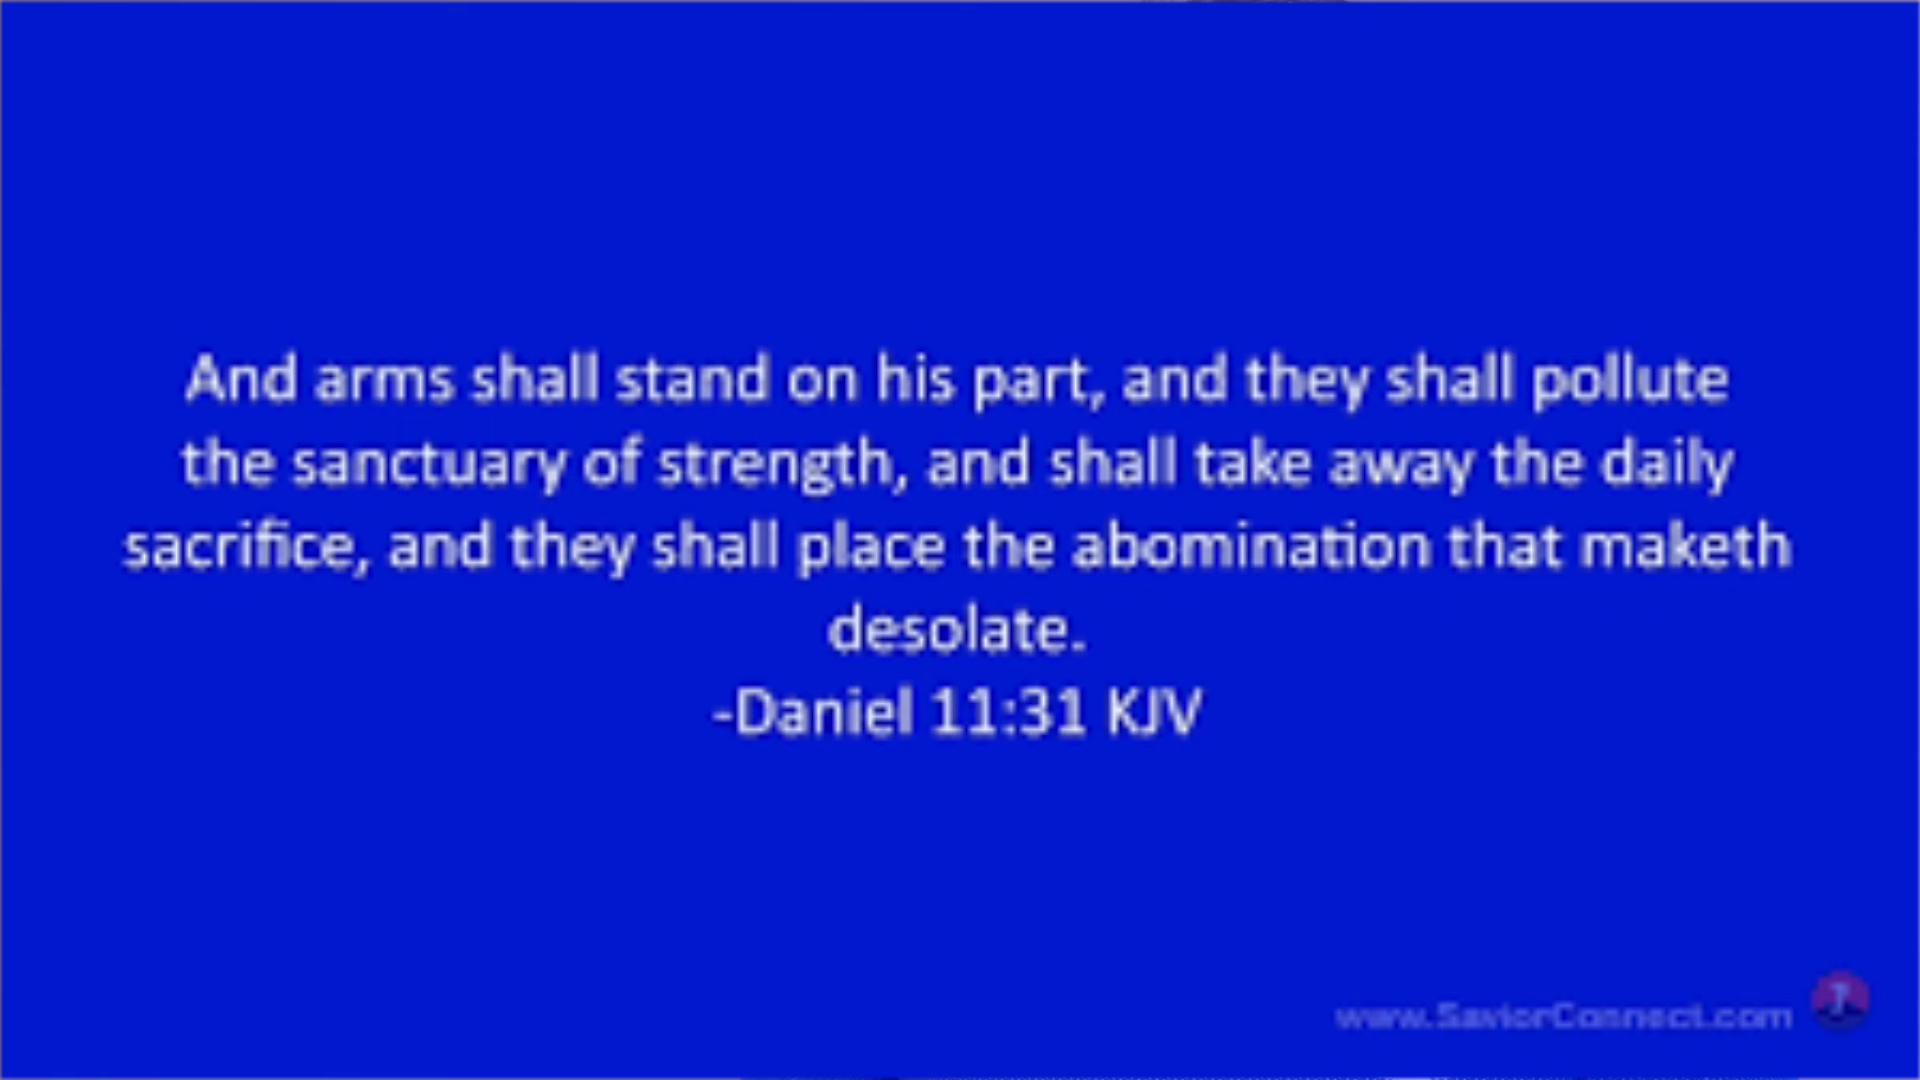 And arms shall stand on his part, and they shall pollute
the sanctuary of strength, and shall take away the daily
sacrifice, and they shall place the abomination that maketh
desolate.
-Daniel 11:31 KJV
www.SaviorConnect.com